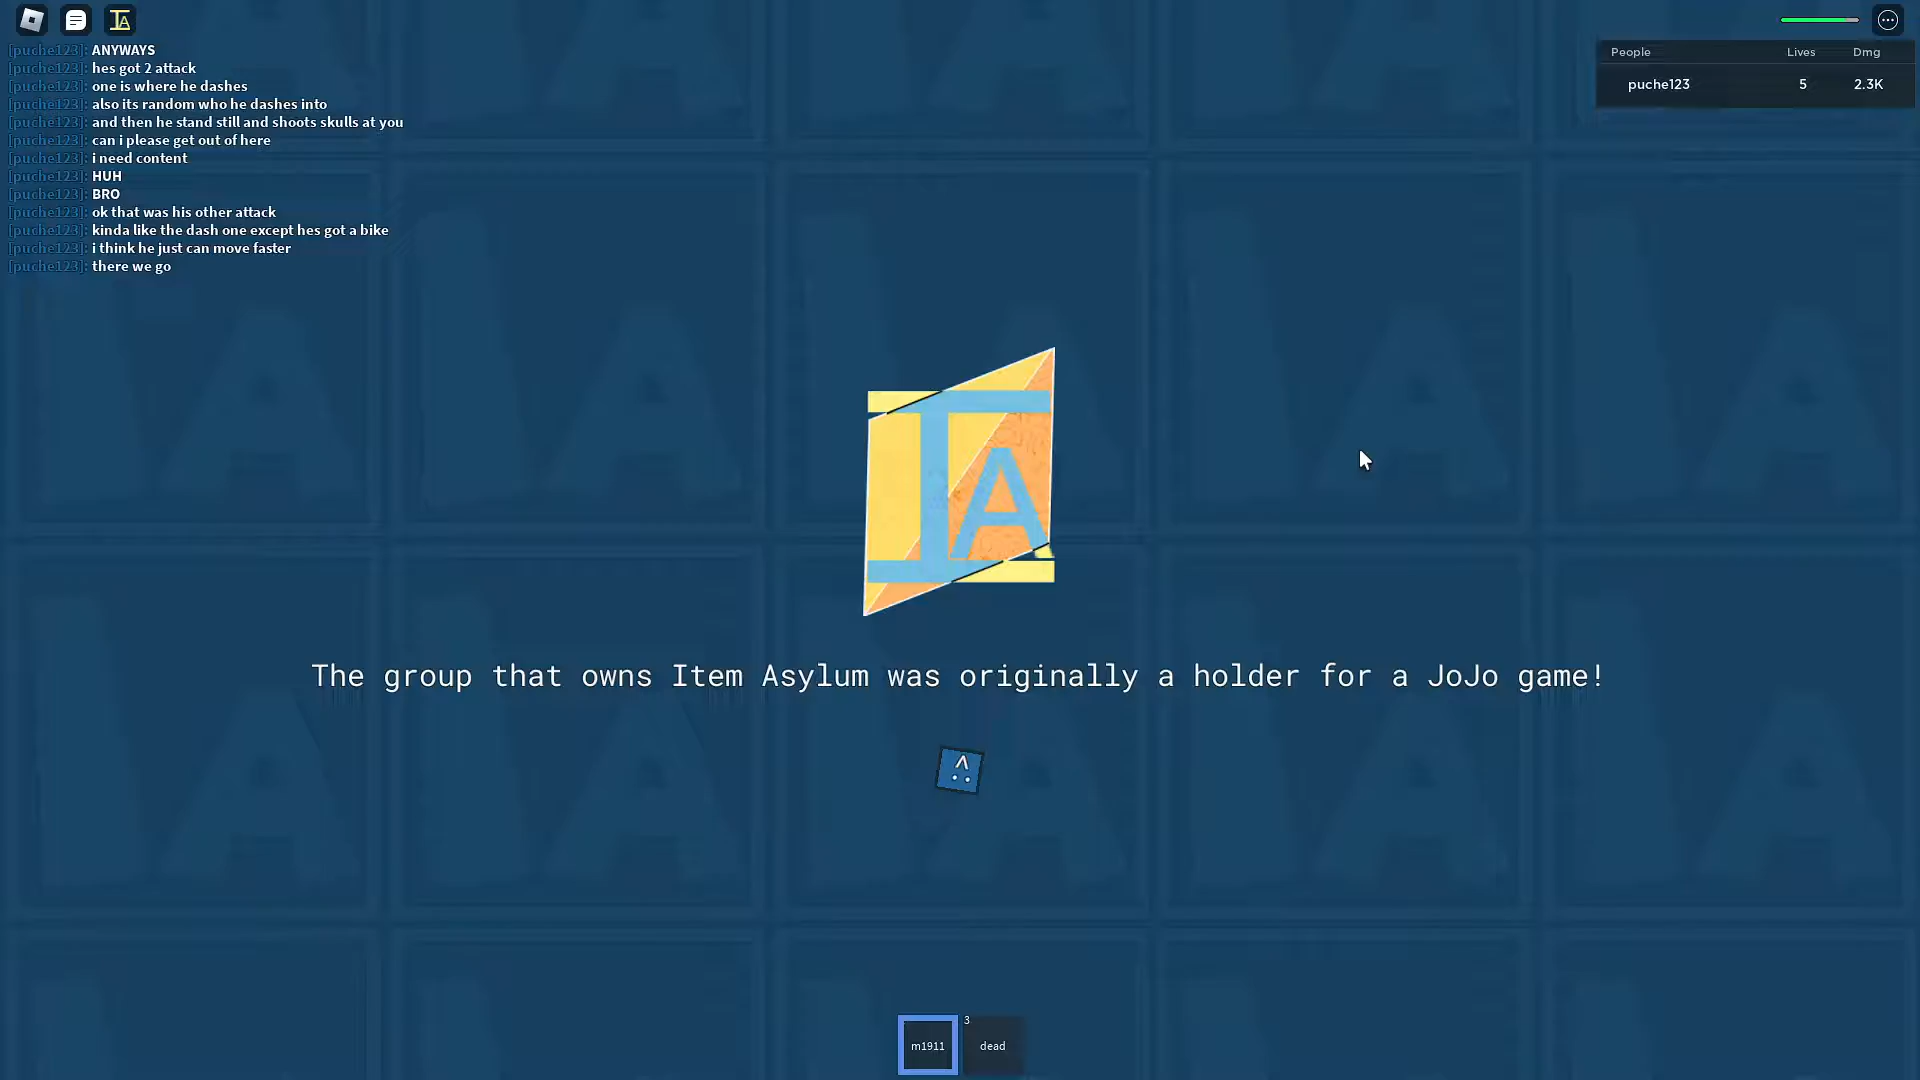 [puche123]: ANYWAYS
[puche123]: hes got 2 attack
[puche123]: one is where he dashes
[puche123]: also its random who he dashes into
[puche123]: and then he stand still and shoots skulls at you
[puche123]: can i please get out of here
[puche123]: i need content
[puche123]: HUH
[puche123]: BRO
[puche123]: ok that was his other attack
[puche123]: kinda like the dash one except hes got a bike
[puche123]: i think he just can move faster
[puche123]: there we go
People Lives Dmg
puche123 5 2.3K
IA
The group that owns Item Asylum was originally a holder for a JoJo game!
m1911
3
dead